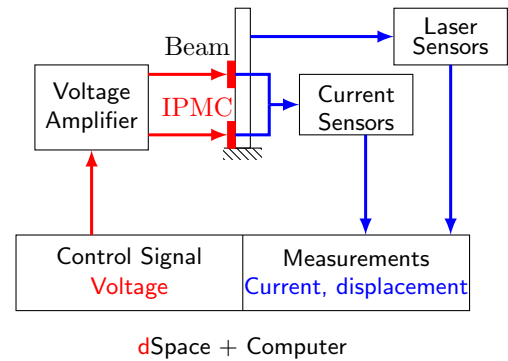 Laser
Sensors
Beam
Voltage
Amplifier
IPMC
Current
Sensors
Control Signal
Voltage
Measurements
Current, displacement
dSpace + Computer